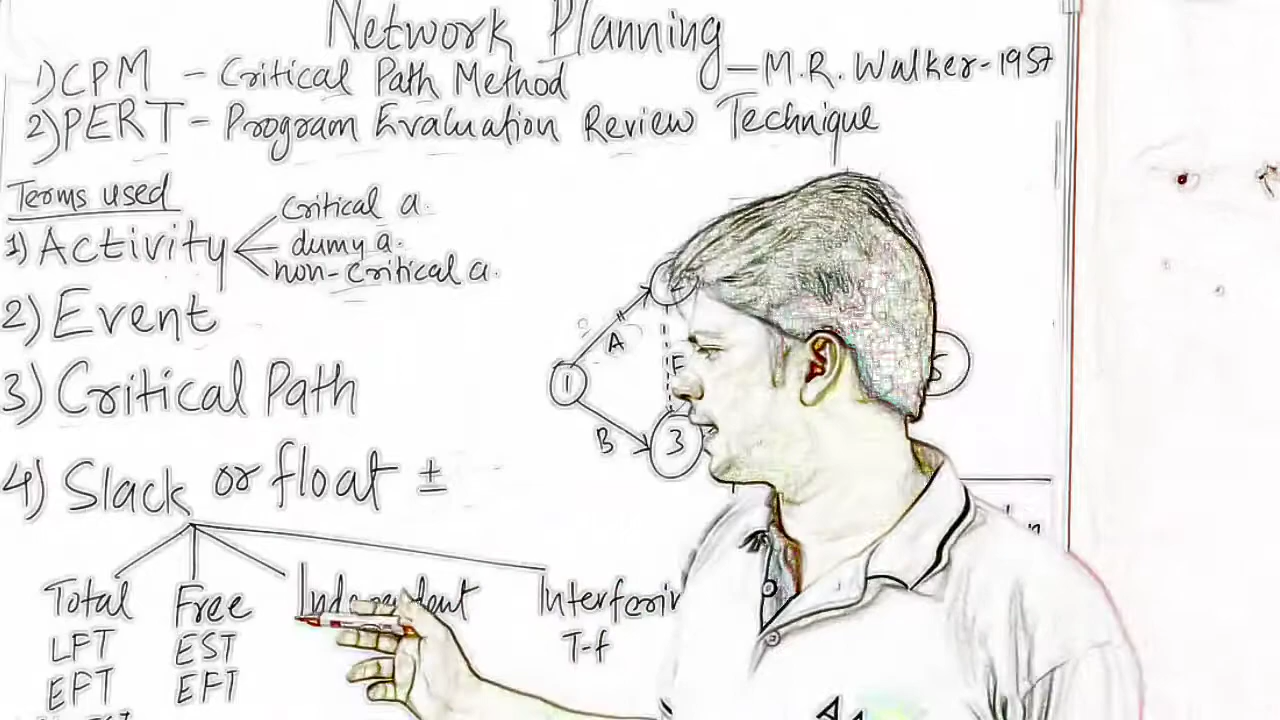 Network Planning
1) CPM - Critical Path Method
— M.R. Walker - 1957
2) PERT - Program Evaluation Review Technique
Terms used
1) Activity
Critical a.
dumy a.
non-critical a.
2) Event
3) Critical Path
4) Slack or float ±
Total
LFT
EFT
Free
EST
EFT
Independent
T-f
1
A
B
2
3